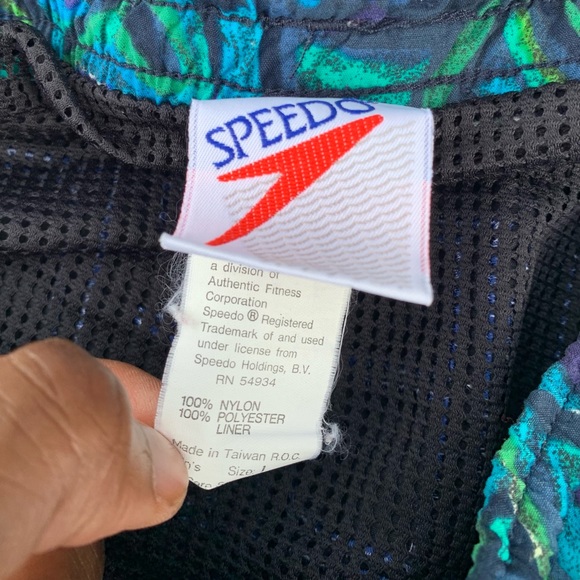 SPEEDO®
a division of
Authentic Fitness
Corporation
Speedo ® Registered
Trademark of and used
under license from
Speedo Holdings, B.V.
RN 54934
100% NYLON
100% POLYESTER
LINER
Made in Taiwan R.O.C.
Size: L